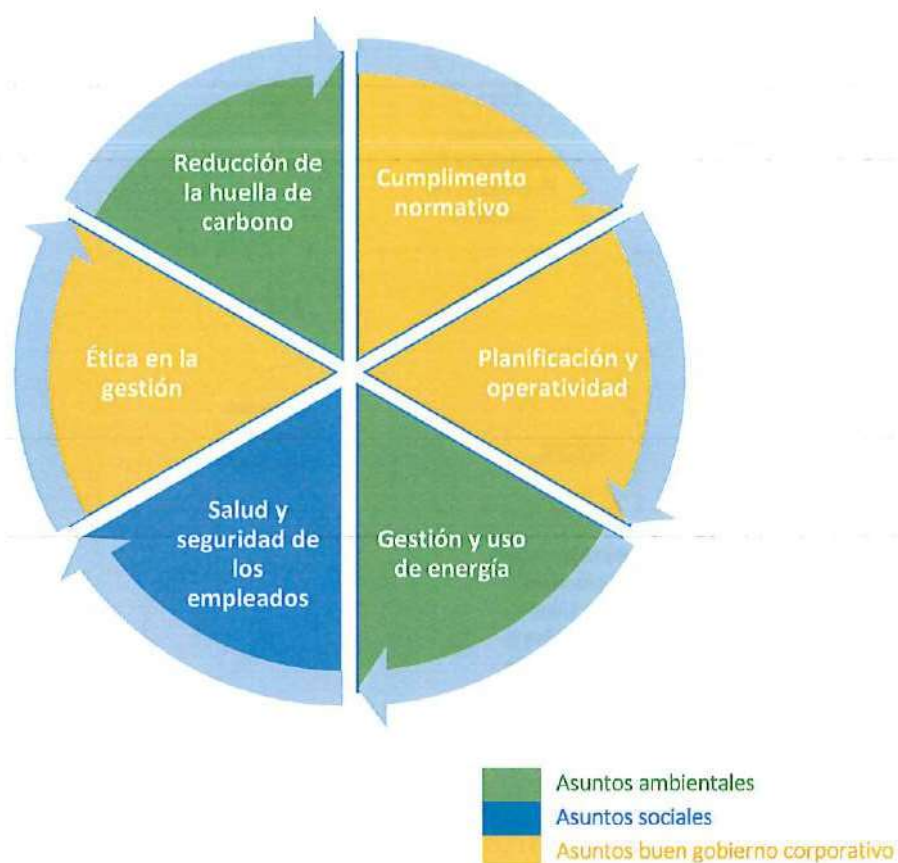 Reducción de
la huella de
carbono
Cumplimento
normativo
Planificación y
operatividad
Gestión y uso
de energía
Salud y
seguridad de
los
empleados
Ética en la
gestión
Asuntos ambientales
Asuntos sociales
Asuntos buen gobierno corporativo